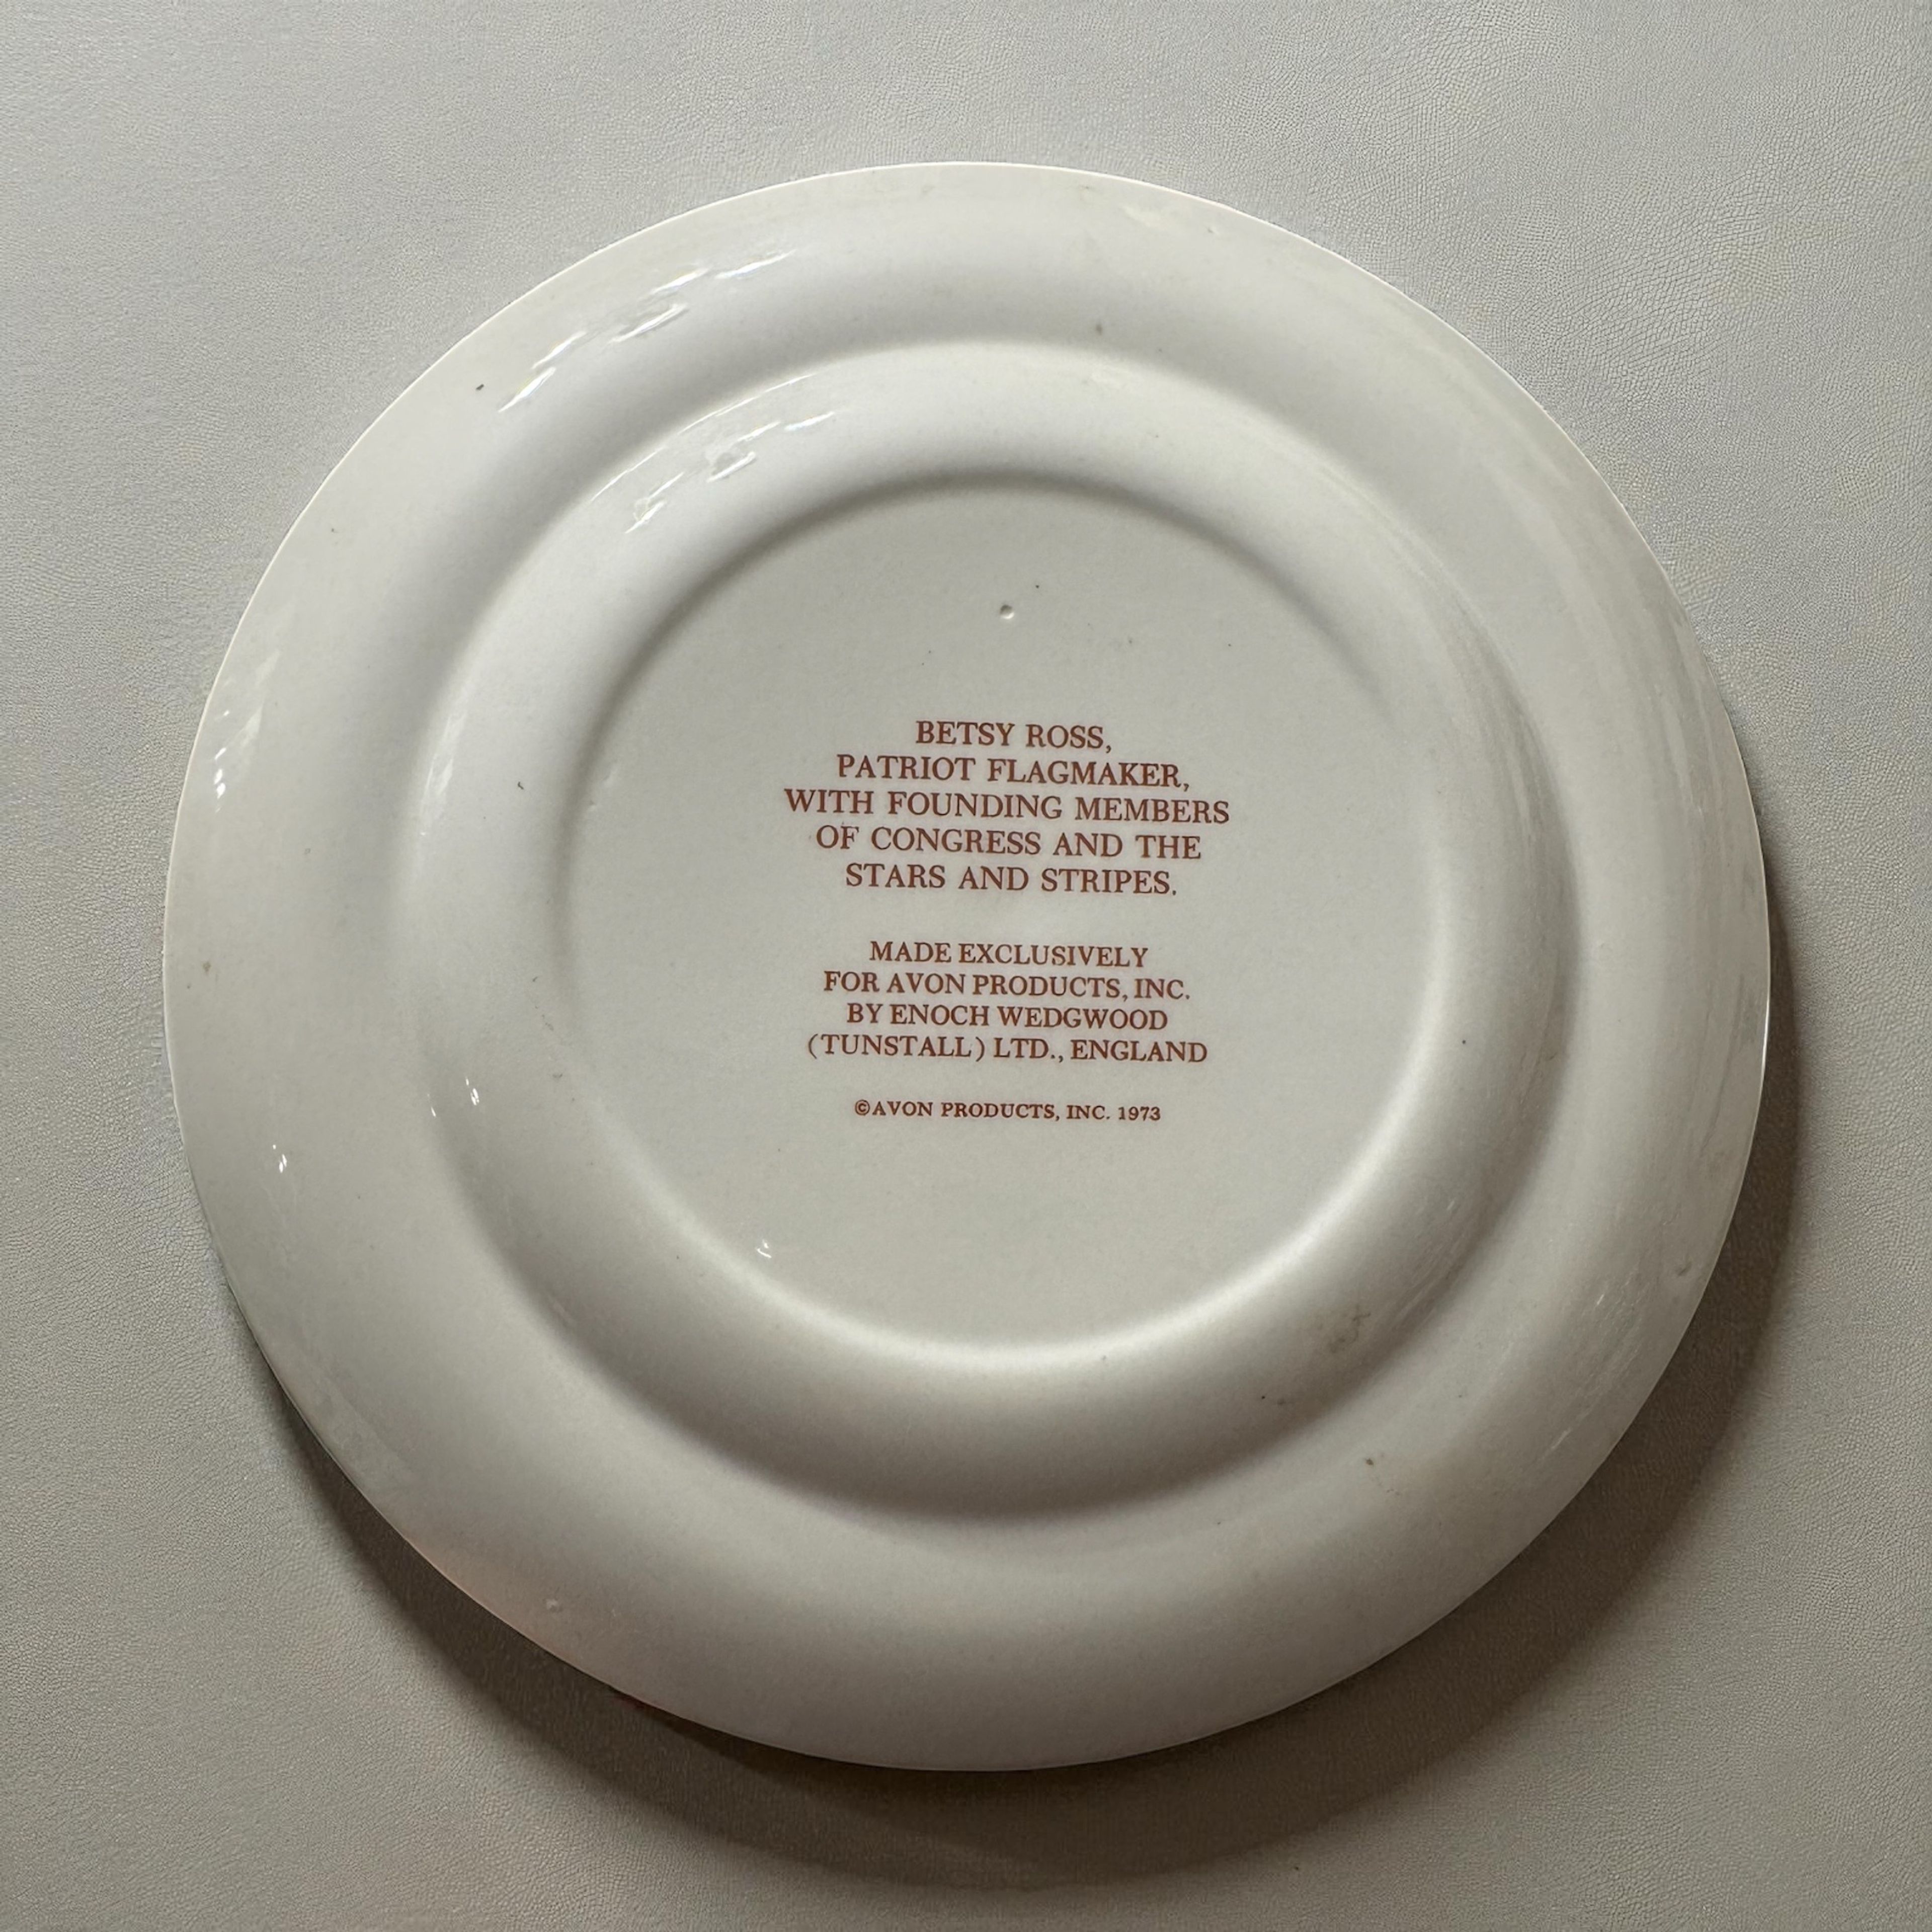 BETSY ROSS,
PATRIOT FLAGMAKER,
WITH FOUNDING MEMBERS
OF CONGRESS AND THE
STARS AND STRIPES.
MADE EXCLUSIVELY
FOR AVON PRODUCTS, INC.
BY ENOCH WEDGWOOD
(TUNSTALL) LTD., ENGLAND
©AVON PRODUCTS, INC. 1973